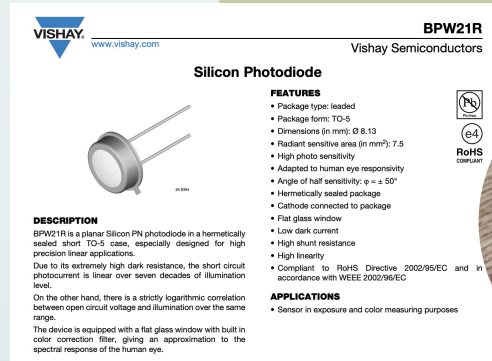 VISHAY.
www.vishay.com
BPW21R
Vishay Semiconductors
Silicon Photodiode
DESCRIPTION
BPW21R is a planar Silicon PN photodiode in a hermetically
sealed short TO-5 case, especially designed for high
precision linear applications.
Due to its extremely high dark resistance, the short circuit
photocurrent is linear over seven decades of illumination
level.
On the other hand, there is a strictly logarithmic correlation
between open circuit voltage and illumination over the same
range.
The device is equipped with a flat glass window with built in
color correction filter, giving an approximation to the
spectral response of the human eye.
FEATURES
• Package type: leaded
• Package form: TO-5
• Dimensions (in mm): Ø 8.13
• Radiant sensitive area (in mm²): 7.5
• High photo sensitivity
• Adapted to human eye responsivity
• Angle of half sensitivity: φ = ± 50°
• Hermetically sealed package
• Cathode connected to package
• Flat glass window
• Low dark current
• High shunt resistance
• High linearity
• Compliant to RoHS Directive 2002/95/EC and in
accordance with WEEE 2002/96/EC
APPLICATIONS
• Sensor in exposure and color measuring purposes
Pb
e4
RoHS
COMPLIANT